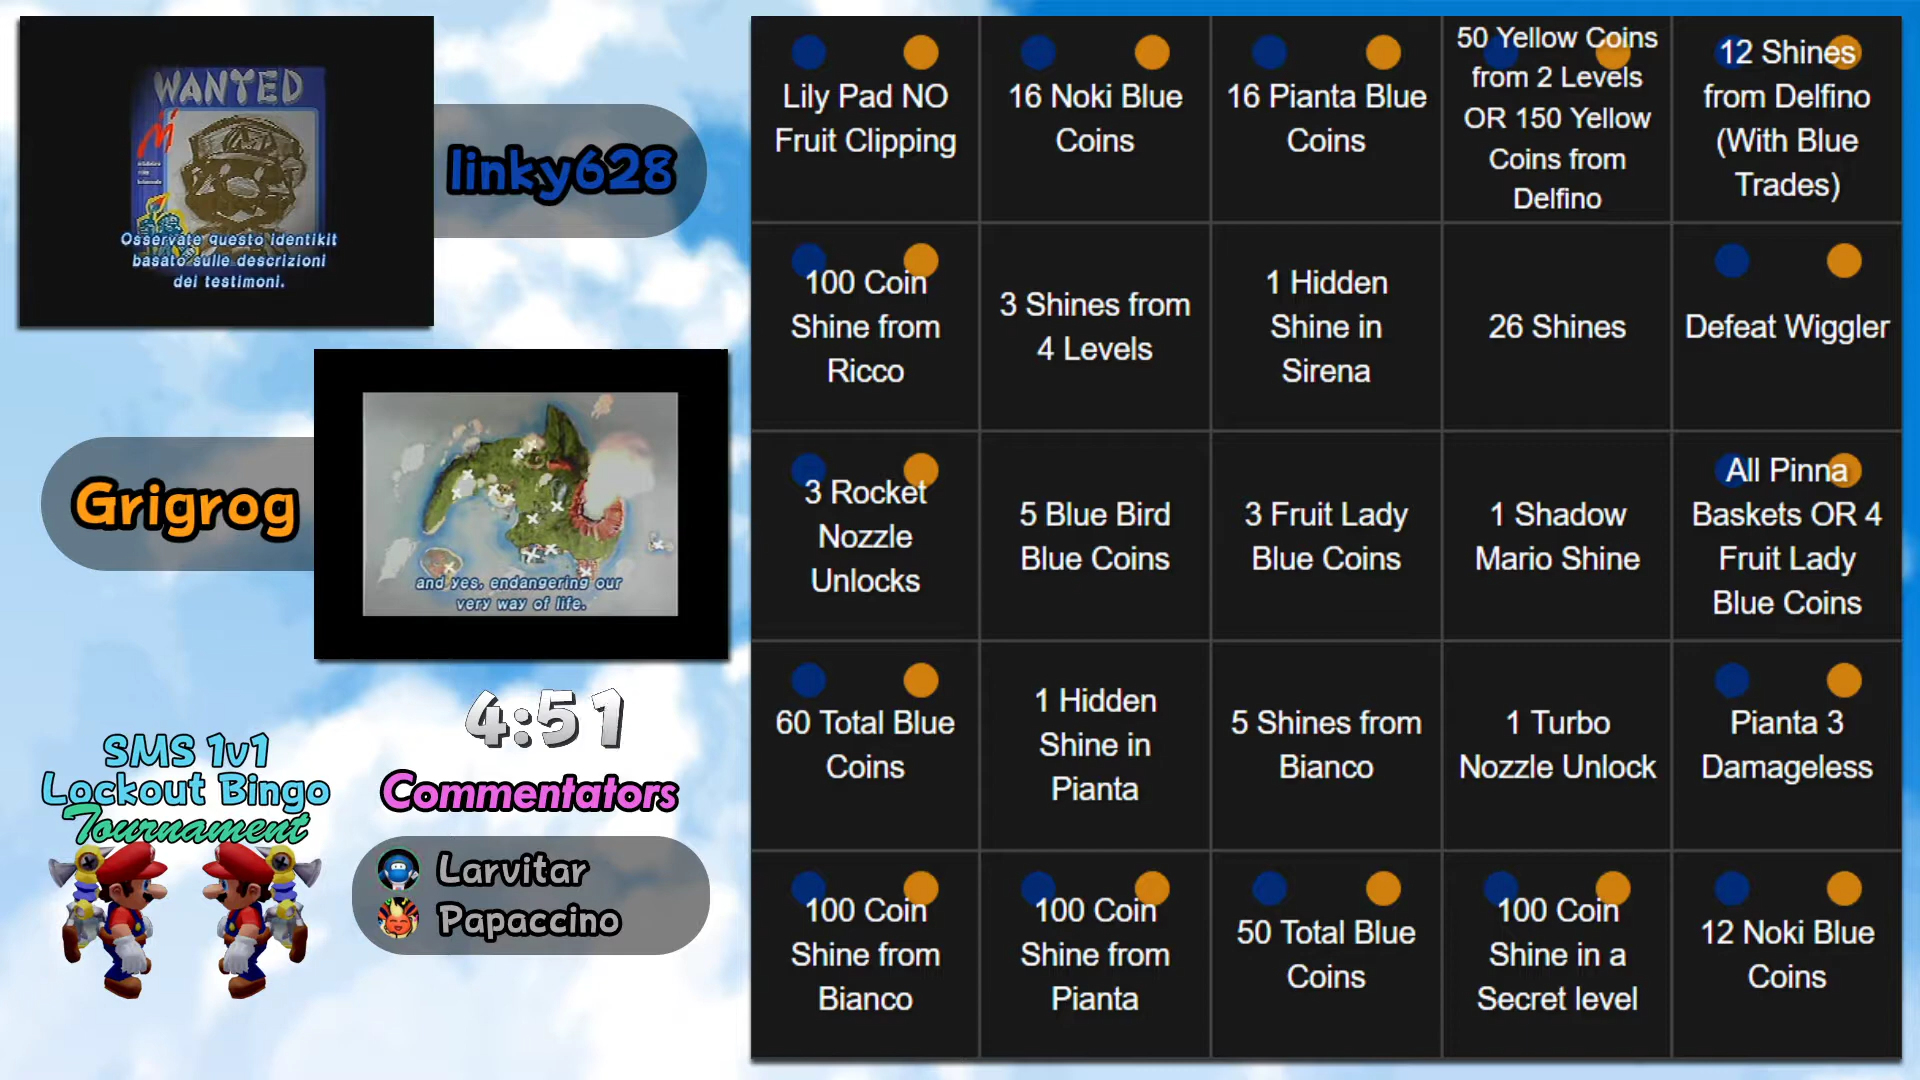 WANTED
Osservate questo identikit
basato sulle descrizioni
dei testimoni.
linky628
Grigrog
and yes, endangering our
very way of life.
4:51
SMS 1v1
Lockout Bingo
Tournament
Commentators
Larvitar
Papaccino
Lily Pad NO
Fruit Clipping
16 Noki Blue
Coins
16 Pianta Blue
Coins
50 Yellow Coins
from 2 Levels
OR 150 Yellow
Coins from
Delfino
12 Shines
from Delfino
(With Blue
Trades)
100 Coin
Shine from
Ricco
3 Shines from
4 Levels
1 Hidden
Shine in
Sirena
26 Shines
Defeat Wiggler
3 Rocket
Nozzle
Unlocks
5 Blue Bird
Blue Coins
3 Fruit Lady
Blue Coins
1 Shadow
Mario Shine
All Pinna
Baskets OR 4
Fruit Lady
Blue Coins
60 Total Blue
Coins
1 Hidden
Shine in
Pianta
5 Shines from
Bianco
1 Turbo
Nozzle Unlock
Pianta 3
Damageless
100 Coin
Shine from
Bianco
100 Coin
Shine from
Pianta
50 Total Blue
Coins
100 Coin
Shine in a
Secret level
12 Noki Blue
Coins